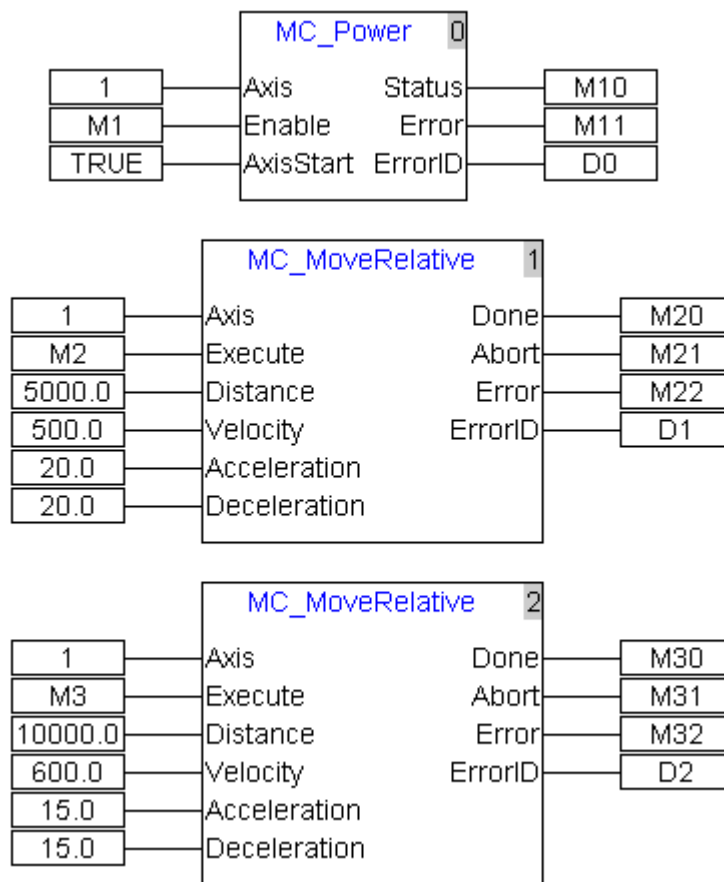 MC_Power 0
1 Axis Status M10
M1 Enable Error M11
TRUE AxisStart ErrorID D0
MC_MoveRelative 1
1 Axis Done M20
M2 Execute Abort M21
5000.0 Distance Error M22
500.0 Velocity ErrorID D1
20.0 Acceleration
20.0 Deceleration
MC_MoveRelative 2
1 Axis Done M30
M3 Execute Abort M31
10000.0 Distance Error M32
600.0 Velocity ErrorID D2
15.0 Acceleration
15.0 Deceleration